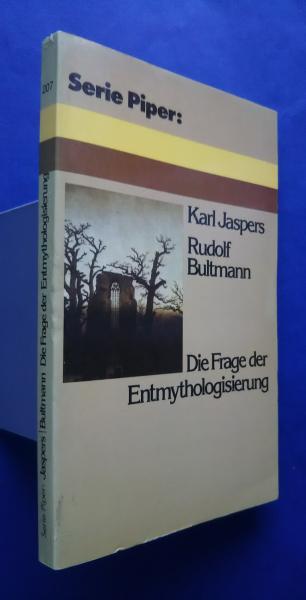 Serie Piper:
Karl Jaspers
Rudolf
Bultmann
Die Frage der
Entmythologisierung
207
Serie Piper: Jaspers / Bultmann Die Frage der Entmythologisierung